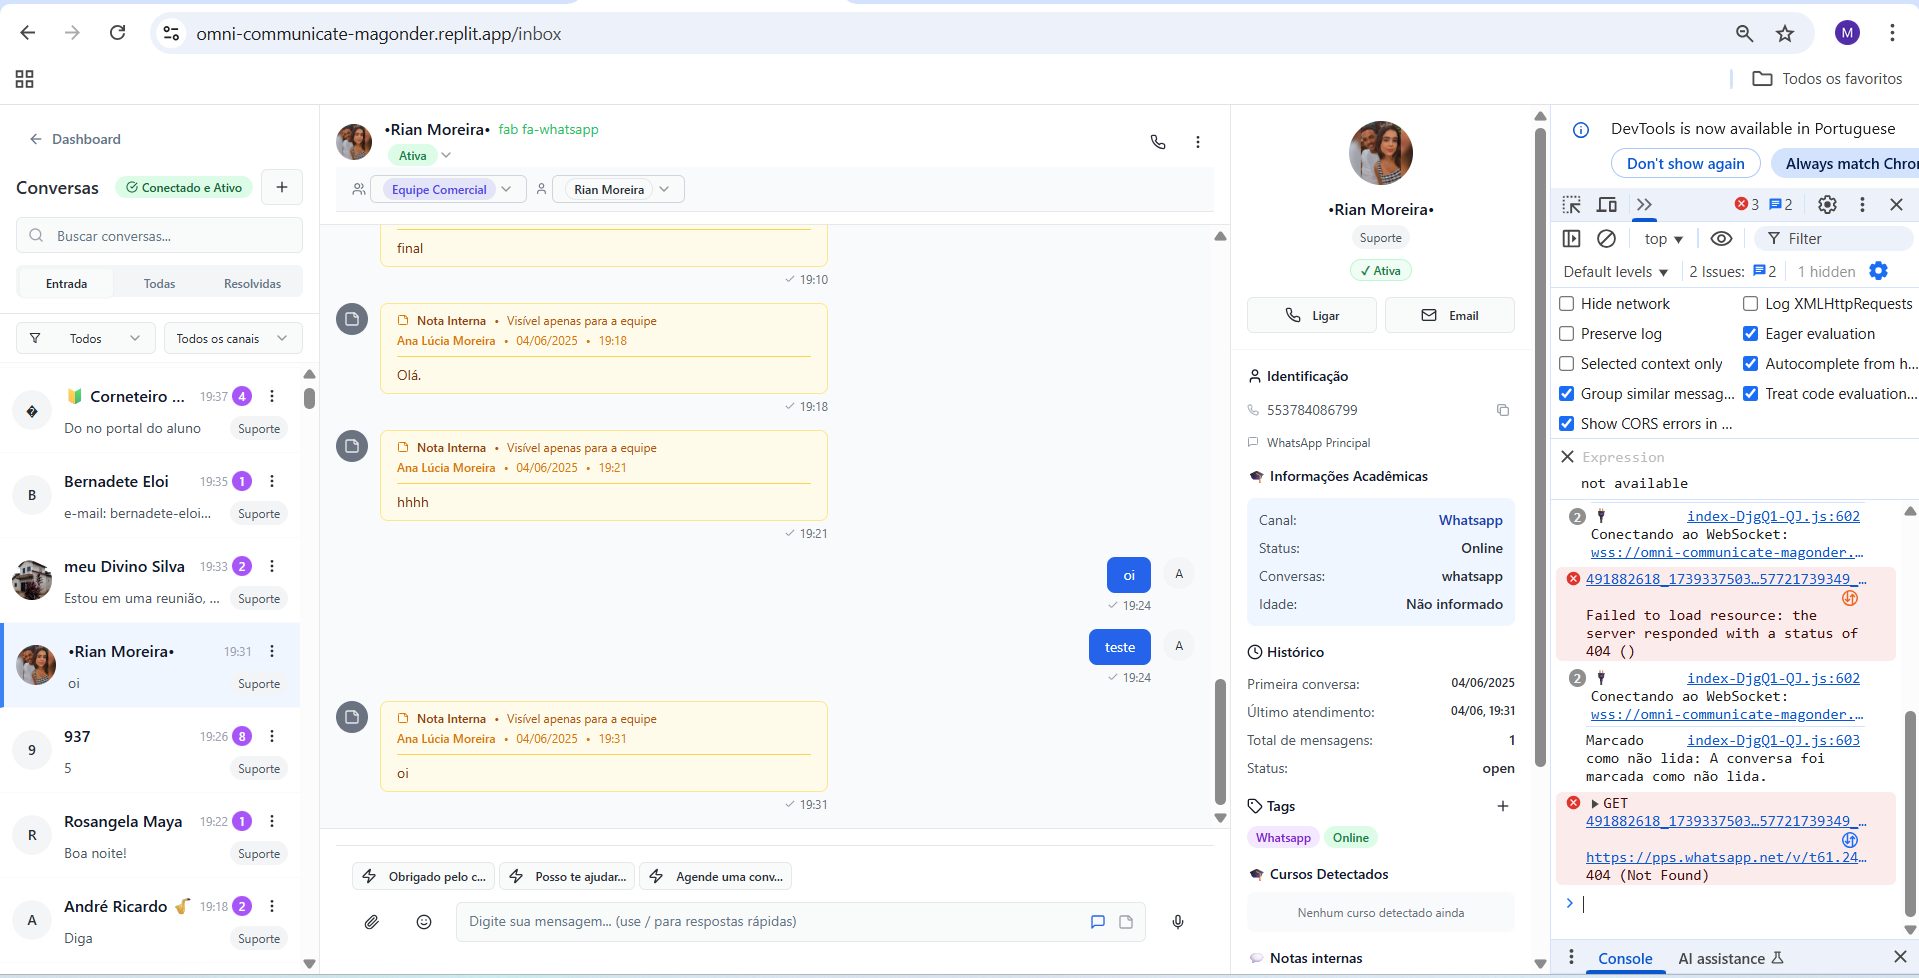 omni-communicate-magonder.replit.app/inbox
M
Todos os favoritos
Dashboard
Conversas
Conectado e Ativo
+
Buscar conversas...
Entrada
Todas
Resolvidas
Todos
Todos os canais
Corneteiro ...
19:37
4
Do no portal do aluno
Suporte
B
Bernadete Eloi
19:35
1
e-mail: bernadete-eloi...
Suporte
meu Divino Silva
19:33
2
Estou em uma reunião, ...
Suporte
•Rian Moreira•
19:31
oi
Suporte
9
937
19:26
8
5
Suporte
R
Rosangela Maya
19:22
1
Boa noite!
Suporte
A
André Ricardo 🎷
19:18
2
Diga
Suporte
•Rian Moreira•
fab fa-whatsapp
Ativa
Equipe Comercial
Rian Moreira
final
19:10
Nota Interna • Visível apenas para a equipe
Ana Lúcia Moreira • 04/06/2025 • 19:18
Olá.
19:18
Nota Interna • Visível apenas para a equipe
Ana Lúcia Moreira • 04/06/2025 • 19:21
hhhh
19:21
oi
A
19:24
teste
A
19:24
Nota Interna • Visível apenas para a equipe
Ana Lúcia Moreira • 04/06/2025 • 19:31
oi
19:31
Obrigado pelo c...
Posso te ajudar...
Agende uma conv...
Digite sua mensagem... (use / para respostas rápidas)
•Rian Moreira•
Suporte
✓ Ativa
Ligar
Email
Identificação
553784086799
WhatsApp Principal
Informações Acadêmicas
Canal:
Whatsapp
Status:
Online
Conversas:
whatsapp
Idade:
Não informado
Histórico
Primeira conversa:
04/06/2025
Último atendimento:
04/06, 19:31
Total de mensagens:
1
Status:
open
Tags
+
Whatsapp
Online
Cursos Detectados
Nenhum curso detectado ainda
Notas internas
DevTools is now available in Portuguese
Don't show again
Always match Chro
3
2
top
Filter
Default levels
2 Issues:
2
1 hidden
Hide network
Log XMLHttpRequests
Preserve log
Eager evaluation
Selected context only
Autocomplete from h...
Group similar messag...
Treat code evaluation...
Show CORS errors in ...
Expression
not available
2
index-DjgQ1-QJ.js:602
Conectando ao WebSocket:
wss://omni-communicate-magonder.…
491882618_1739337503…57721739349_…
Failed to load resource: the
server responded with a status of
404 ()
2
index-DjgQ1-QJ.js:602
Conectando ao WebSocket:
wss://omni-communicate-magonder.…
Marcado
index-DjgQ1-QJ.js:603
como não lida: A conversa foi
marcada como não lida.
GET
491882618_1739337503…57721739349_…
https://pps.whatsapp.net/v/t61.24…
404 (Not Found)
Console
AI assistance